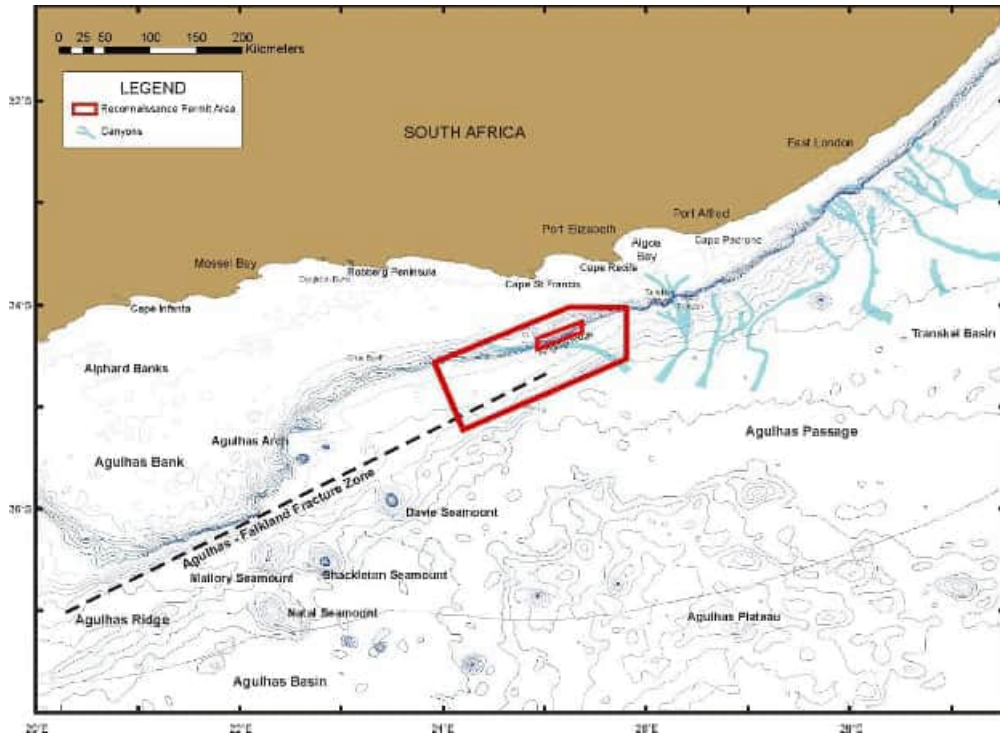 0 25 50 100 150 200
Kilometers
LEGEND
Reconnaissance Permit Area
Canyons
SOUTH AFRICA
East London
Port Alfred
Port Elizabeth
Cape Padrone
Algoa
Bay
Mossel Bay
Robberg Peninsula
Cape Recife
Cape St Francis
Cape Infanta
Transkei Basin
Alphard Banks
Agulhas Passage
Agulhas Arch
Agulhas Bank
Agulhas - Falkland Fracture Zone
Davie Seamount
Mallory Seamount
Shackleton Seamount
Natal Seamount
Agulhas Ridge
Agulhas Plateau
Agulhas Basin